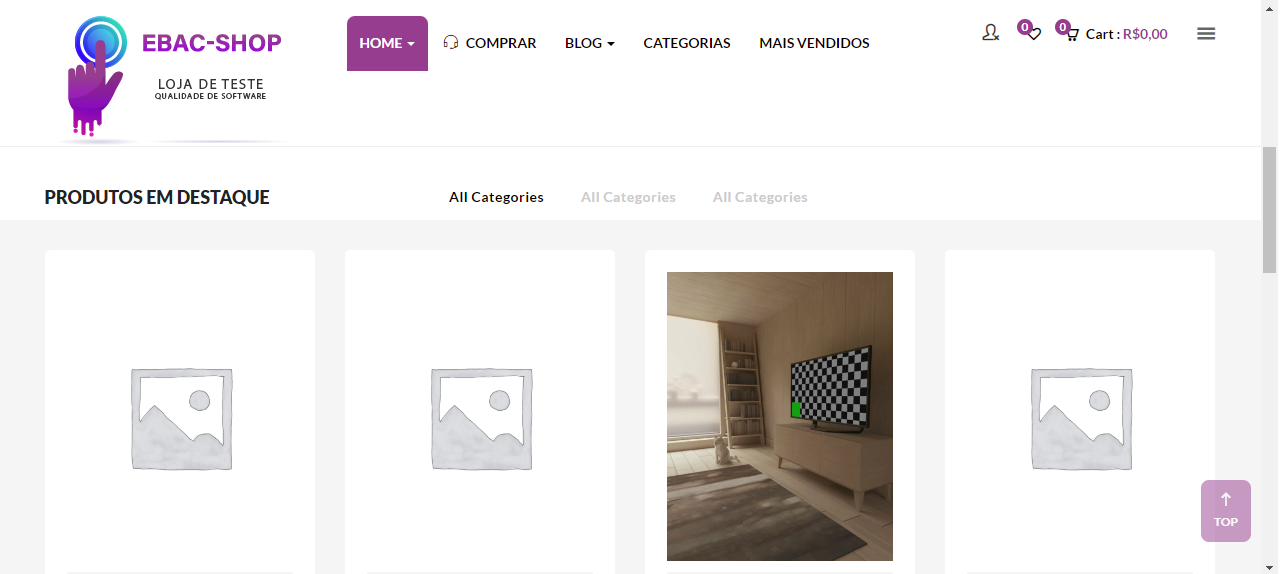 EBAC-SHOP
LOJA DE TESTE
QUALIDADE DE SOFTWARE
HOME COMPRAR BLOG CATEGORIAS MAIS VENDIDOS
0 0 Cart : R$0,00
PRODUTOS EM DESTAQUE
All Categories All Categories All Categories
TOP